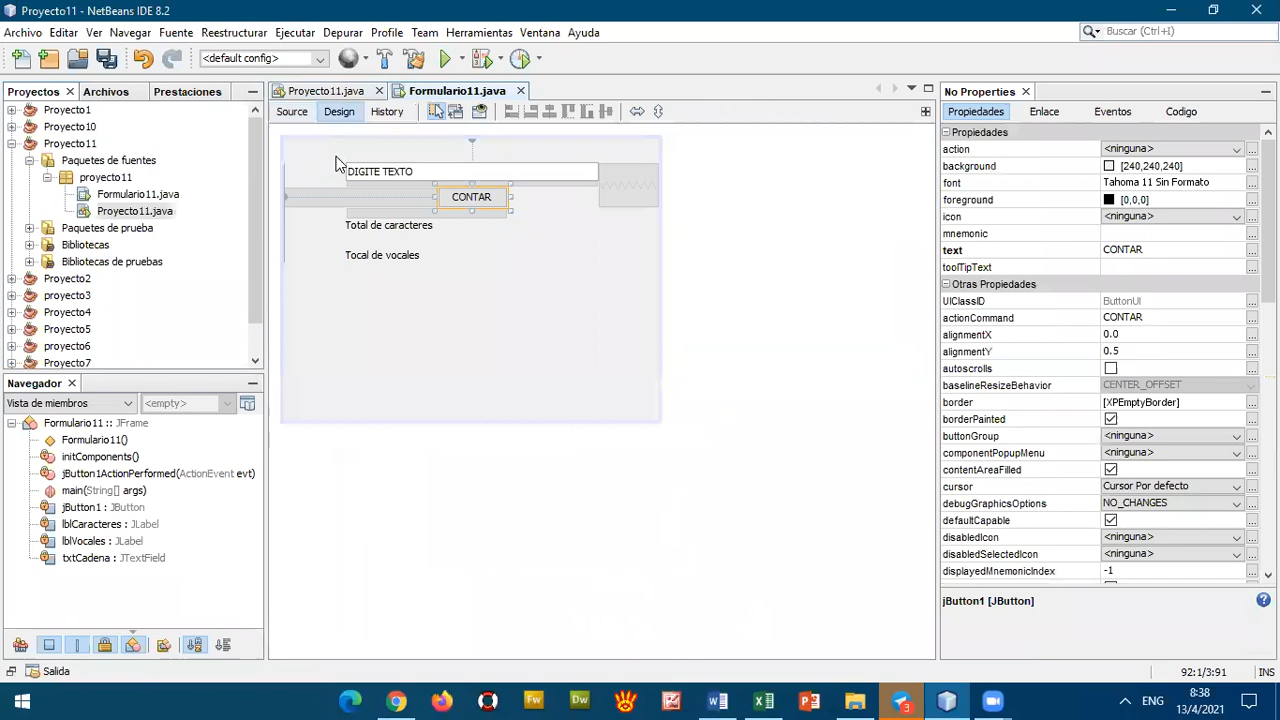 Proyecto11 - NetBeans IDE 8.2
Archivo Editar Ver Navegar Fuente Reestructurar Ejecutar Depurar Profile Team Herramientas Ventana Ayuda
Buscar (Ctrl+I)
<default config>
Proyectos Archivos Prestaciones
Proyecto1
Proyecto10
Proyecto11
Paquetes de fuentes
proyecto11
Formulario11.java
Proyecto11.java
Paquetes de prueba
Bibliotecas
Bibliotecas de pruebas
Proyecto2
proyecto3
Proyecto4
Proyecto5
proyecto6
Proyecto7
Navegador
Vista de miembros <empty>
Formulario11 :: JFrame
Formulario11()
initComponents()
jButton1ActionPerformed(ActionEvent evt)
main(String[] args)
jButton1 : JButton
lblCaracteres : JLabel
lblVocales : JLabel
txtCadena : JTextField
Proyecto11.java Formulario11.java
Source Design History
DIGITE TEXTO
CONTAR
Total de caracteres
Tocal de vocales
No Properties
Propiedades Enlace Eventos Codigo
Propiedades
action <ninguna>
background [240,240,240]
font Tahoma 11 Sin Formato
foreground [0,0,0]
icon <ninguna>
mnemonic
text CONTAR
toolTipText
Otras Propiedades
UIClassID ButtonUI
actionCommand CONTAR
alignmentX 0.0
alignmentY 0.5
autoscrolls
baselineResizeBehavior CENTER_OFFSET
border [XPEmptyBorder]
borderPainted
buttonGroup <ninguna>
componentPopupMenu <ninguna>
contentAreaFilled
cursor Cursor Por defecto
debugGraphicsOptions NO_CHANGES
defaultCapable
disabledIcon <ninguna>
disabledSelectedIcon <ninguna>
displayedMnemonicIndex -1
jButton1 [JButton]
Salida
92:1/3:91 INS
Fw Dw 3 ENG
8:38
13/4/2021